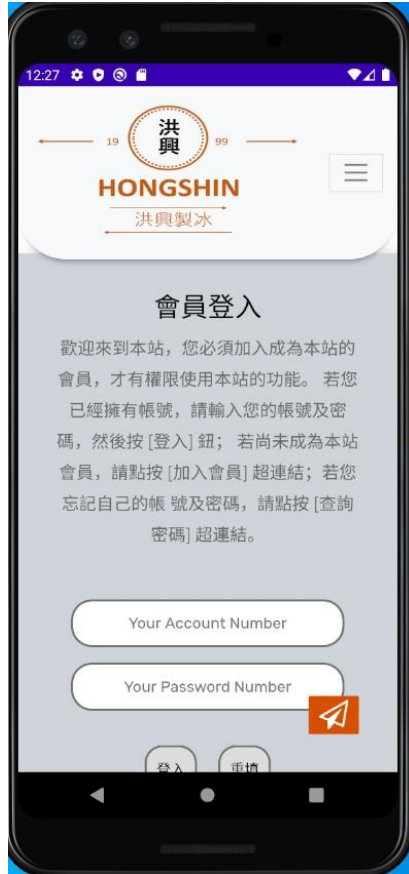 12:27
洪
興
19 99
HONGSHIN
洪興製冰
會員登入
歡迎來到本站，您必須加入成為本站的
會員，才有權限使用本站的功能。 若您
已經擁有帳號，請輸入您的帳號及密
碼，然後按 [登入] 鈕； 若尚未成為本站
會員，請點按 [加入會員] 超連結；若您
忘記自己的帳 號及密碼，請點按 [查詢
密碼] 超連結。
Your Account Number
Your Password Number
登入 重填